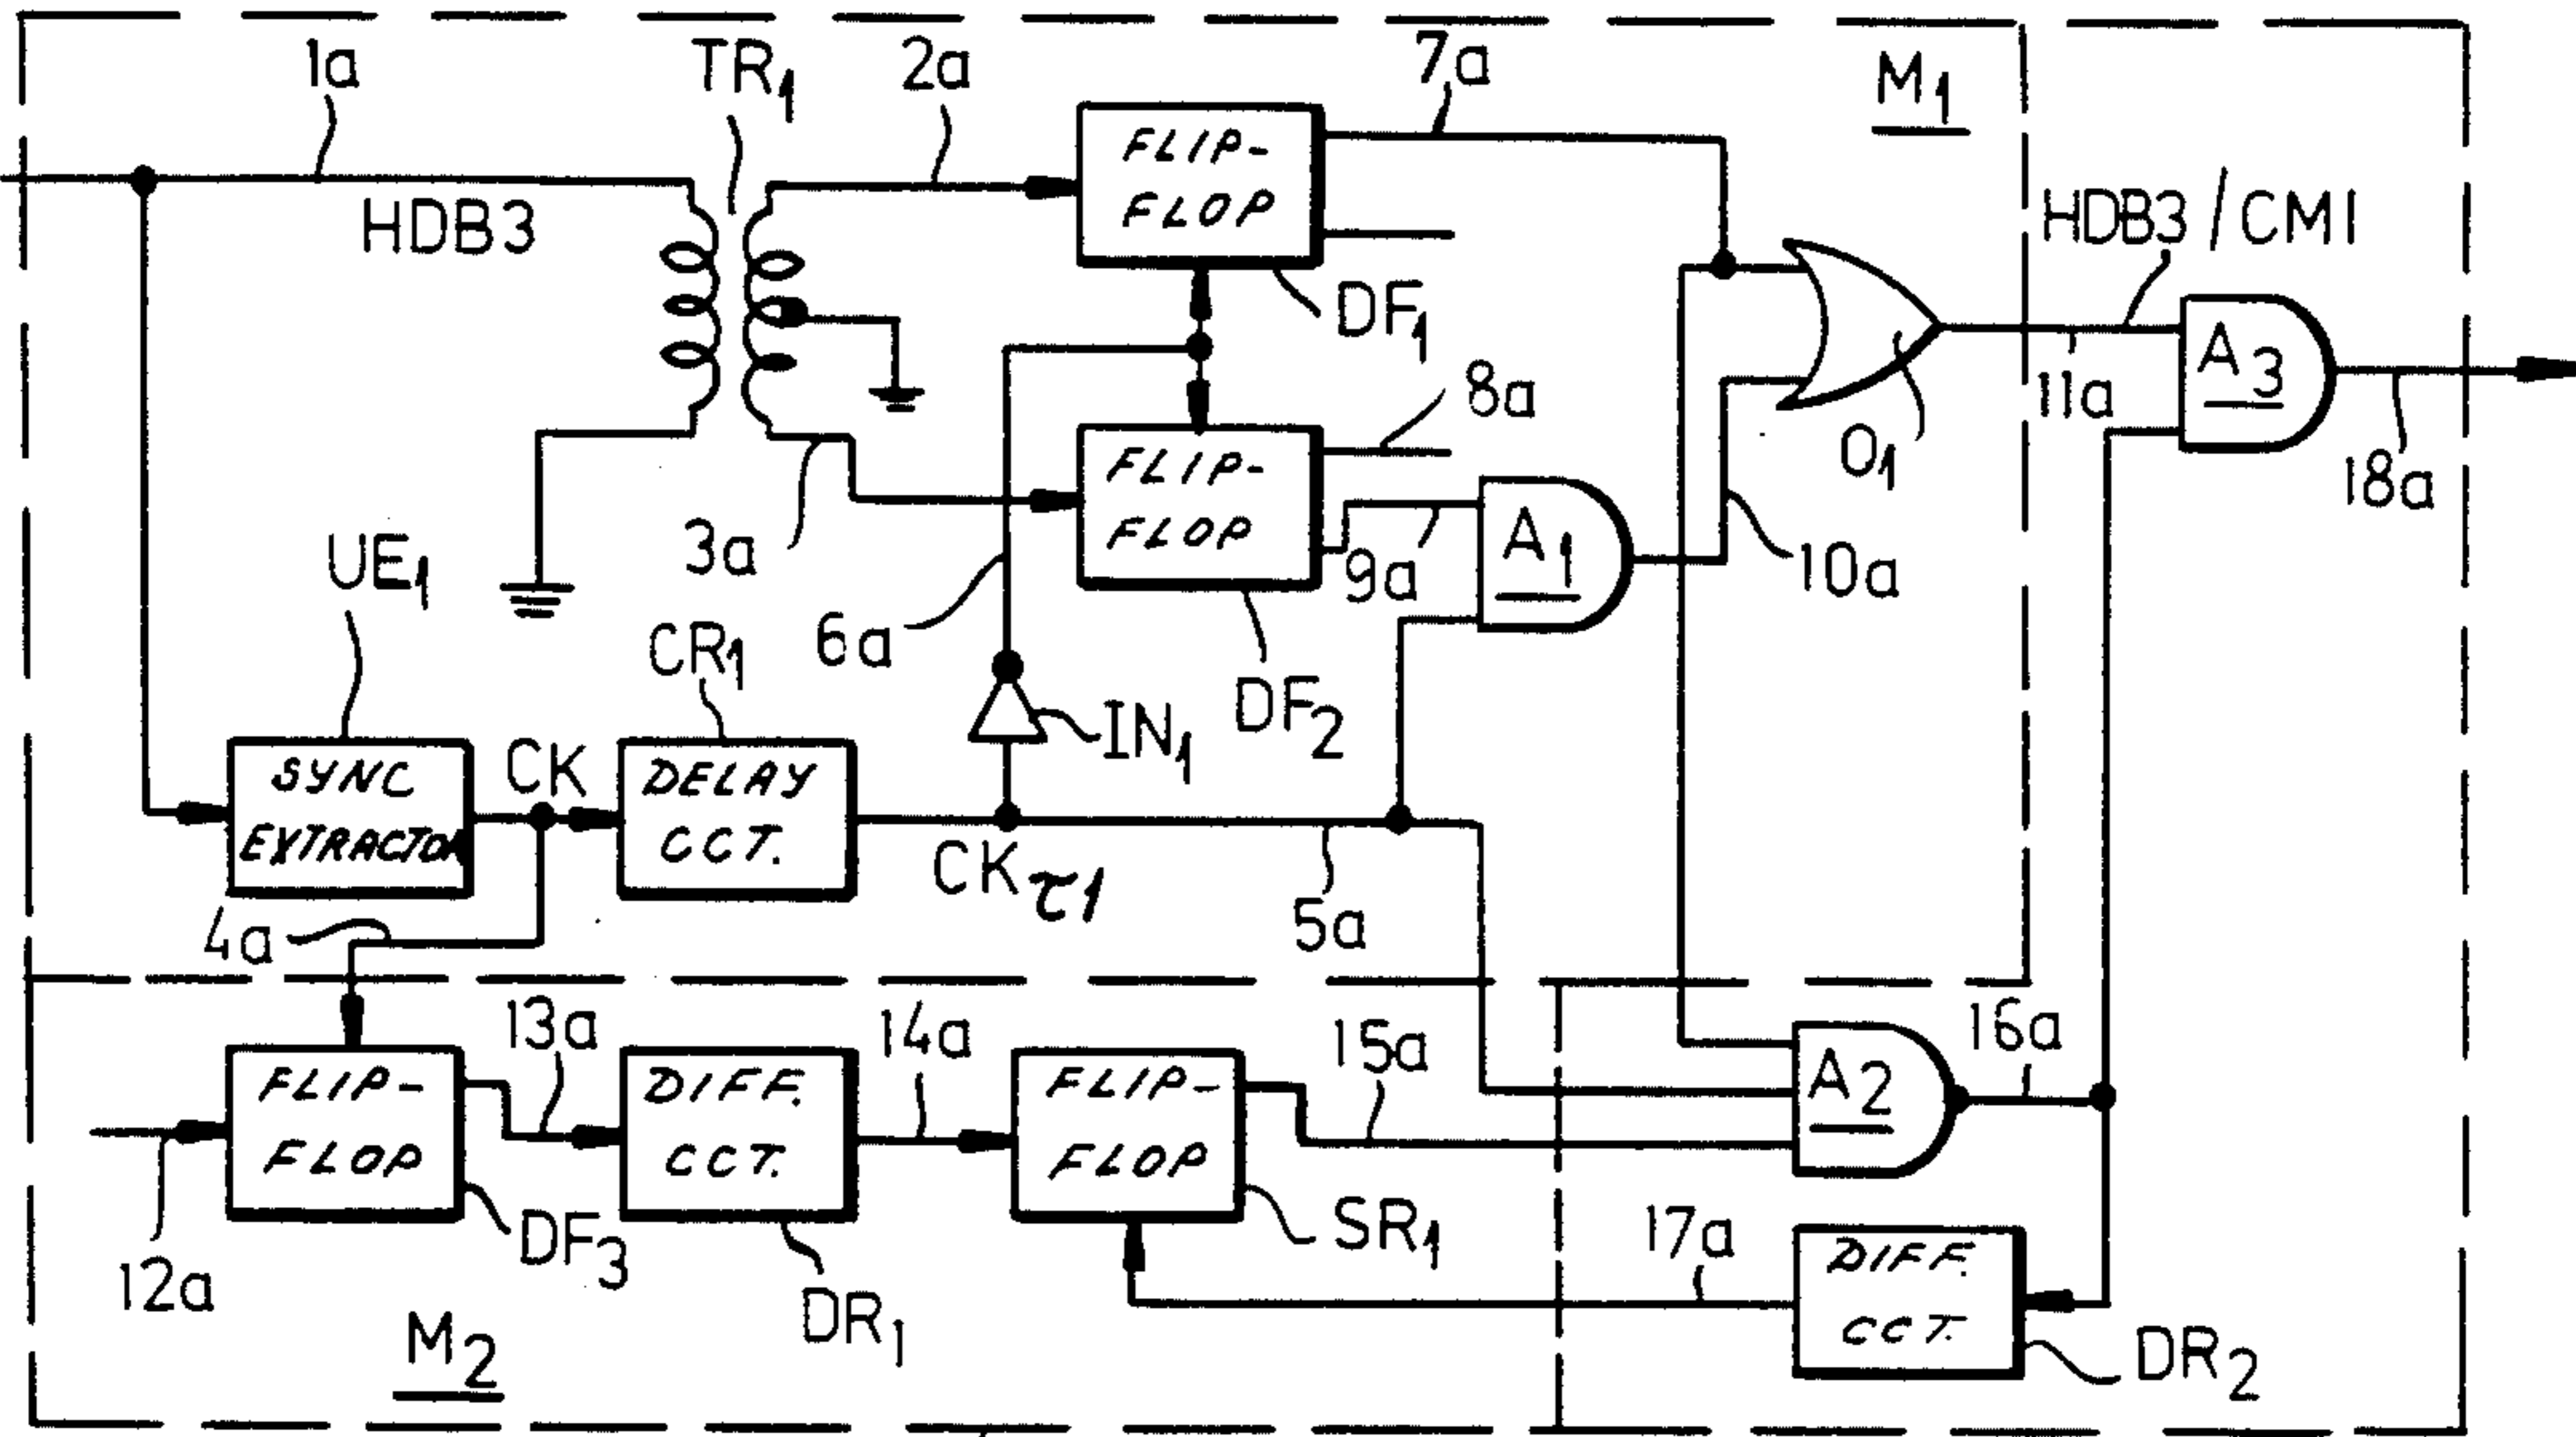 1a
TR1
2a
7a
M1
HDB3
FLIP-
FLOP
DF1
HDB3/CMI
A3
11a
18a
O1
8a
FLIP-
FLOP
3a
9a
A1
10a
UE1
6a
CR1
DF2
IN1
SYNC
EXTRACTOR
CK
DELAY
CCT.
CKτ1
5a
4a
13a
14a
15a
16a
FLIP-
FLOP
DIFF.
CCT.
FLIP-
FLOP
A2
12a
DF3
DR1
SR1
17a
DIFF.
CCT.
DR2
M2